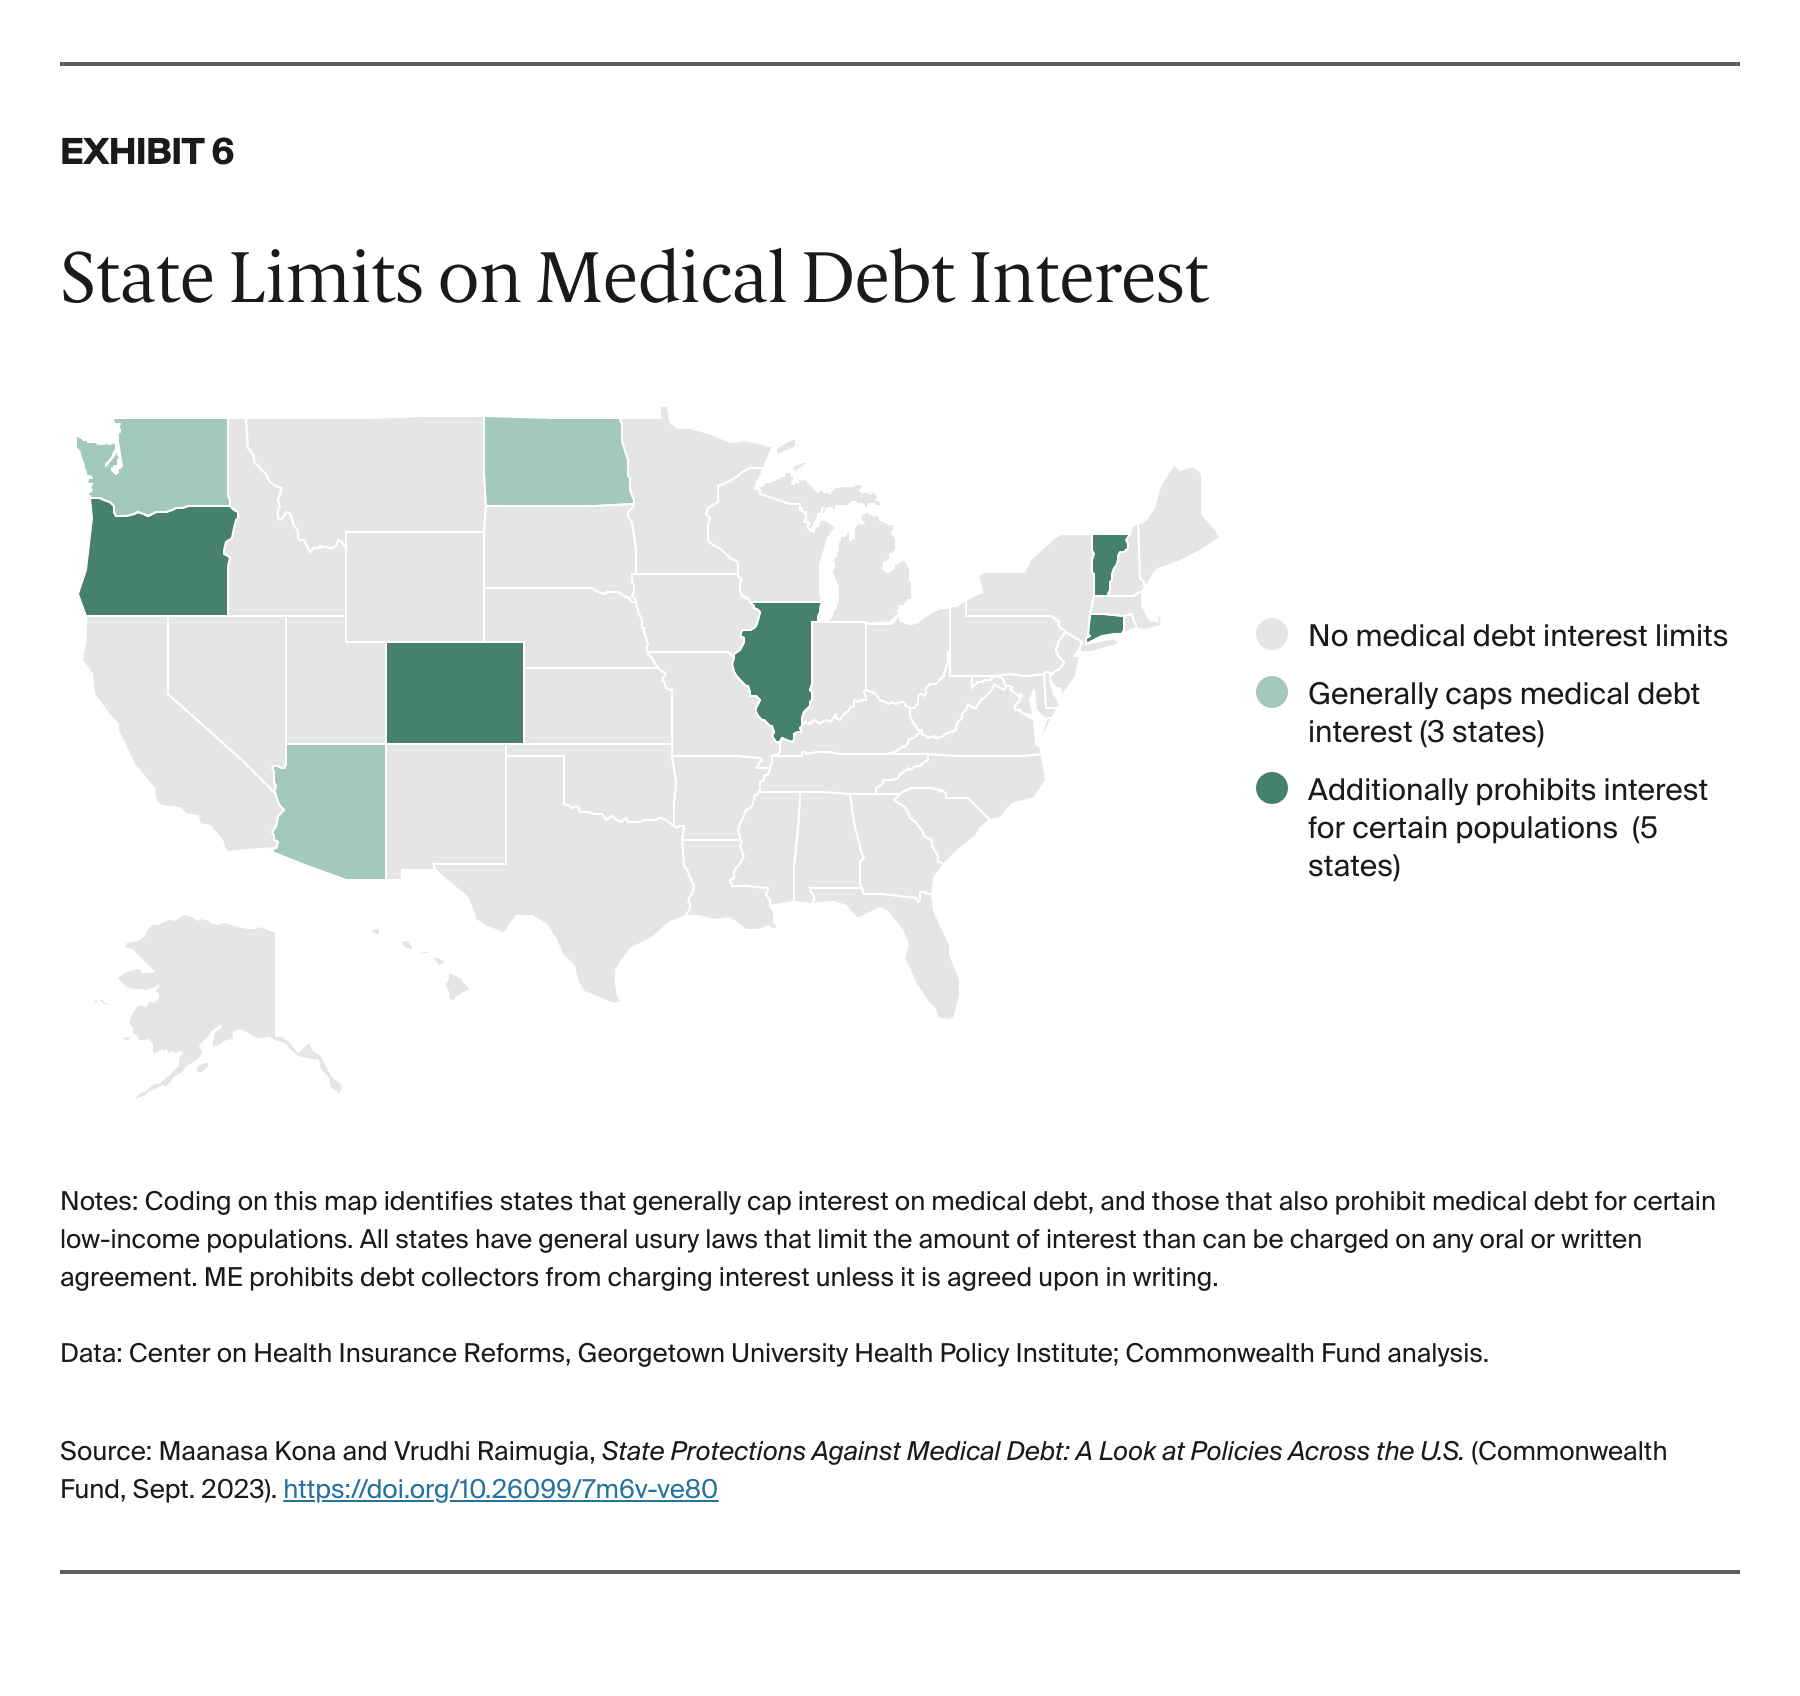 EXHIBIT 6
State Limits on Medical Debt Interest
No medical debt interest limits
Generally caps medical debt
interest (3 states)
Additionally prohibits interest
for certain populations  (5
states)
Notes: Coding on this map identifies states that generally cap interest on medical debt, and those that also prohibit medical debt for certain
low-income populations. All states have general usury laws that limit the amount of interest than can be charged on any oral or written
agreement. ME prohibits debt collectors from charging interest unless it is agreed upon in writing.
Data: Center on Health Insurance Reforms, Georgetown University Health Policy Institute; Commonwealth Fund analysis.
Source: Maanasa Kona and Vrudhi Raimugia, State Protections Against Medical Debt: A Look at Policies Across the U.S. (Commonwealth
Fund, Sept. 2023). https://doi.org/10.26099/7m6v-ve80